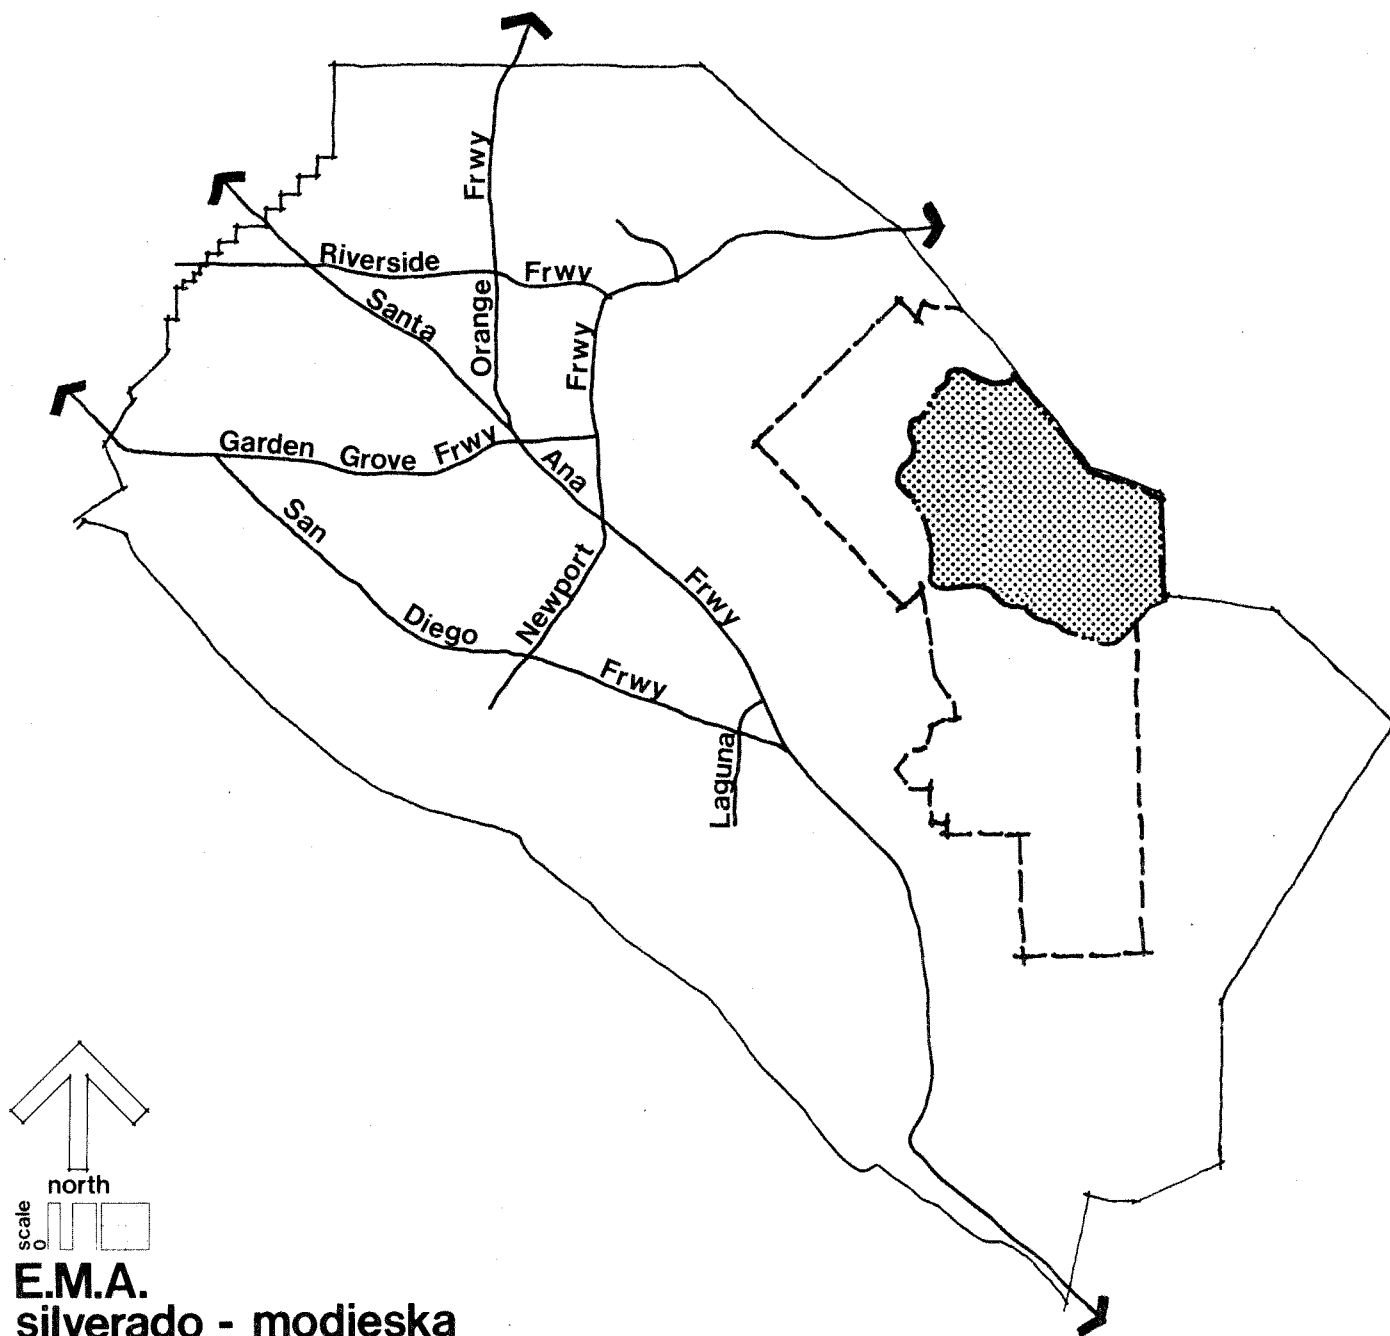 Frwy
Riverside
Frwy
Santa
Orange
Frwy
Garden Grove Frwy
Ana
San
Newport
Frwy
Diego
Frwy
Laguna
north
scale
0
E.M.A.
silverado - modjeska